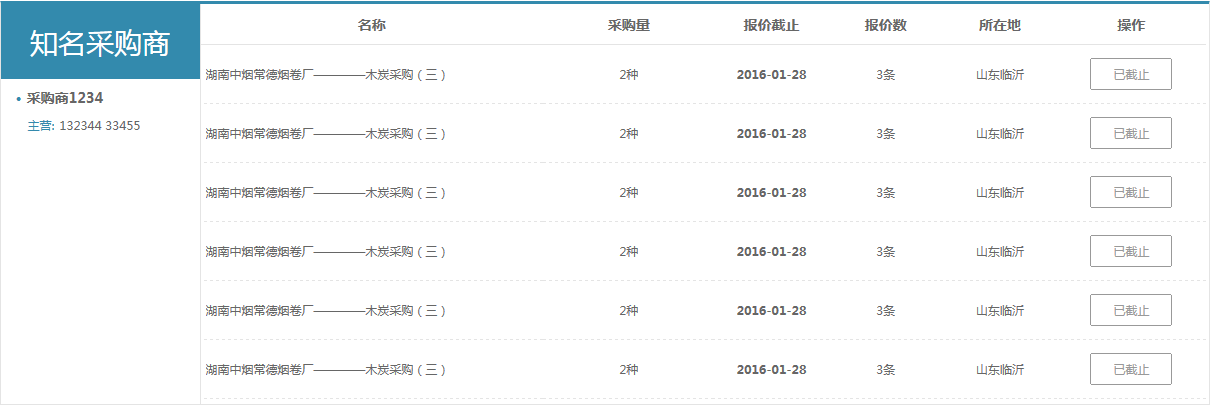 知名采购商
• 采购商1234
主营: 132344 33455
名称 采购量 报价截止 报价数 所在地 操作
湖南中烟常德烟卷厂————木炭采购（三） 2种 2016-01-28 3条 山东临沂 已截止
湖南中烟常德烟卷厂————木炭采购（三） 2种 2016-01-28 3条 山东临沂 已截止
湖南中烟常德烟卷厂————木炭采购（三） 2种 2016-01-28 3条 山东临沂 已截止
湖南中烟常德烟卷厂————木炭采购（三） 2种 2016-01-28 3条 山东临沂 已截止
湖南中烟常德烟卷厂————木炭采购（三） 2种 2016-01-28 3条 山东临沂 已截止
湖南中烟常德烟卷厂————木炭采购（三） 2种 2016-01-28 3条 山东临沂 已截止